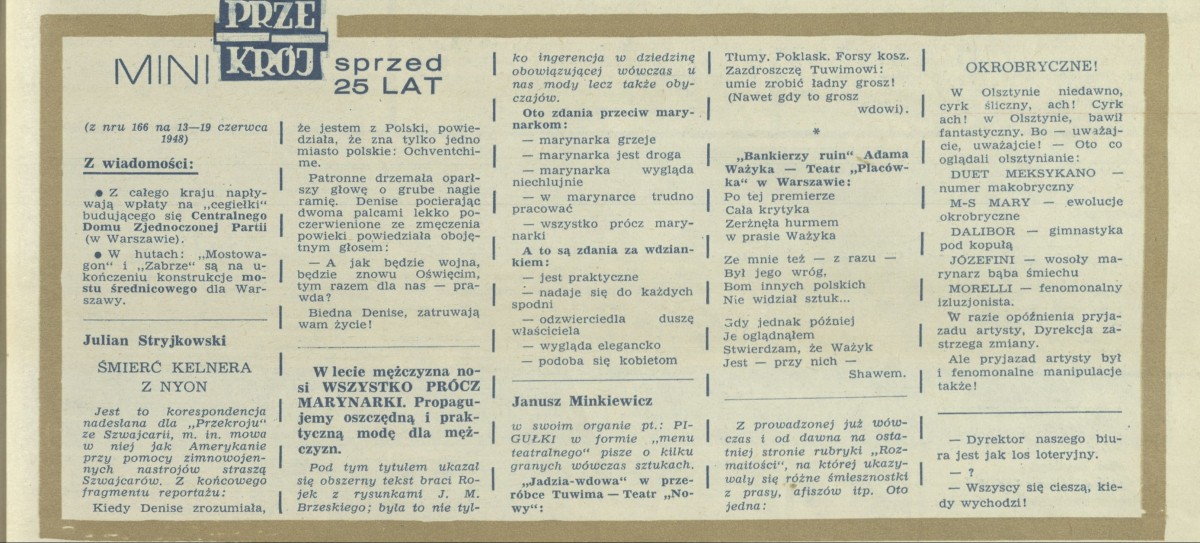 MINI PRZE
KRÓJ sprzed
25 LAT
(z nru 166 na 13—19 czerwca
1948)
Z wiadomości:
● Z całego kraju napły-
wają wpłaty na „cegiełki"
budującego się Centralnego
Domu Zjednoczonej Partii
(w Warszawie).
● W hutach: „Mostowa-
gon" i „Zabrze" są na u-
kończeniu konstrukcje mo-
stu średnicowego dla War-
szawy.
Julian Stryjkowski
ŚMIERĆ KELNERA
Z NYON
Jest to korespondencja
nadesłana dla „Przekroju"
ze Szwajcarii, m. in. mowa
w niej jak Amerykanie
przy pomocy zimnowojen-
nych nastrojów straszą
Szwajcarów. Z końcowego
fragmentu reportażu:
Kiedy Denise zrozumiała,
że jestem z Polski, powie-
działa, że zna tylko jedno
miasto polskie: Ochventchi-
me.
Patronne drzemała oparł-
szy głowę o grube nagie
ramię. Denise pocierając
dwoma palcami lekko po-
czerwienione ze zmęczenia
powieki powiedziała oboję-
tnym głosem:
— A jak będzie wojna,
będzie znowu Oświęcim,
tym razem dla nas — pra-
wda?
Biedna Denise, zatruwają
wam życie!
W lecie mężczyzna no-
si WSZYSTKO PRÓCZ
MARYNARKI. Propagu-
jemy oszczędną i prak-
tyczną modę dla męż-
czyzn.
Pod tym tytułem ukazał
się obszerny tekst braci Ro-
jek z rysunkami J. M.
Brzeskiego; była to nie tyl-
ko ingerencja w dziedzinę
obowiązującej wówczas u
nas mody lecz także oby-
czajów.
Oto zdania przeciw mary-
narkom:
— marynarka grzeje
— marynarka jest droga
— marynarka wygląda
niechlujnie
— w marynarce trudno
pracować
— wszystko prócz mary-
narki
A to są zdania za wdzian-
kiem:
— jest praktyczne
— nadaje się do każdych
spodni
— odzwierciedla duszę
właściciela
— wygląda elegancko
— podoba się kobietom
Janusz Minkiewicz
w swoim organie pt.: PI-
GUŁKI w formie „menu
teatralnego" pisze o kilku
granych wówczas sztukach.
„Jadzia-wdowa" w prze-
róbce Tuwima — Teatr „No-
wy":
Tłumy. Poklask. Forsy kosz.
Zazdroszczę Tuwimowi:
umie zrobić ładny grosz!
(Nawet gdy to grosz
wdowi).
*
„Bankierzy ruin" Adama
Ważyka — Teatr „Placów-
ka" w Warszawie:
Po tej premierze
Cała krytyka
Zerżnęła hurmem
w prasie Ważyka
Ze mnie też — z razu —
Był jego wróg,
Bom innych polskich
Nie widział sztuk...
Gdy jednak później
Je oglądnąłem
Stwierdzam, że Ważyk
Jest — przy nich —
Shawem.
Z prowadzonej już wów-
czas i od dawna na osta-
tniej stronie rubryki „Roz-
maitości", na której ukazy-
wały się różne śmiesznostki
z prasy, afiszów itp. Oto
jedna:
OKROBRYCZNE!
W Olsztynie niedawno,
cyrk śliczny, ach! Cyrk
ach! w Olsztynie, bawił
fantastyczny. Bo — uważaj-
cie, uważajcie! — Oto co
oglądali olsztynianie:
DUET MEKSYKANO —
numer makobryczny
M-S MARY — ewolucje
okrobryczne
DALIBOR — gimnastyka
pod kopułą
JÓZEFINI — wosoły ma-
rynarz bąba śmiechu
MORELLI — fenomonalny
izluzjonista.
W razie opóźnienia pryja-
zadu artysty, Dyrekcja za-
strzega zmiany.
Ale pryjazad artysty był
i fenomonalne manipulacje
także!
— Dyrektor naszego biu-
ra jest jak los loteryjny.
— ?
— Wszyscy się cieszą, kie-
dy wychodzi!